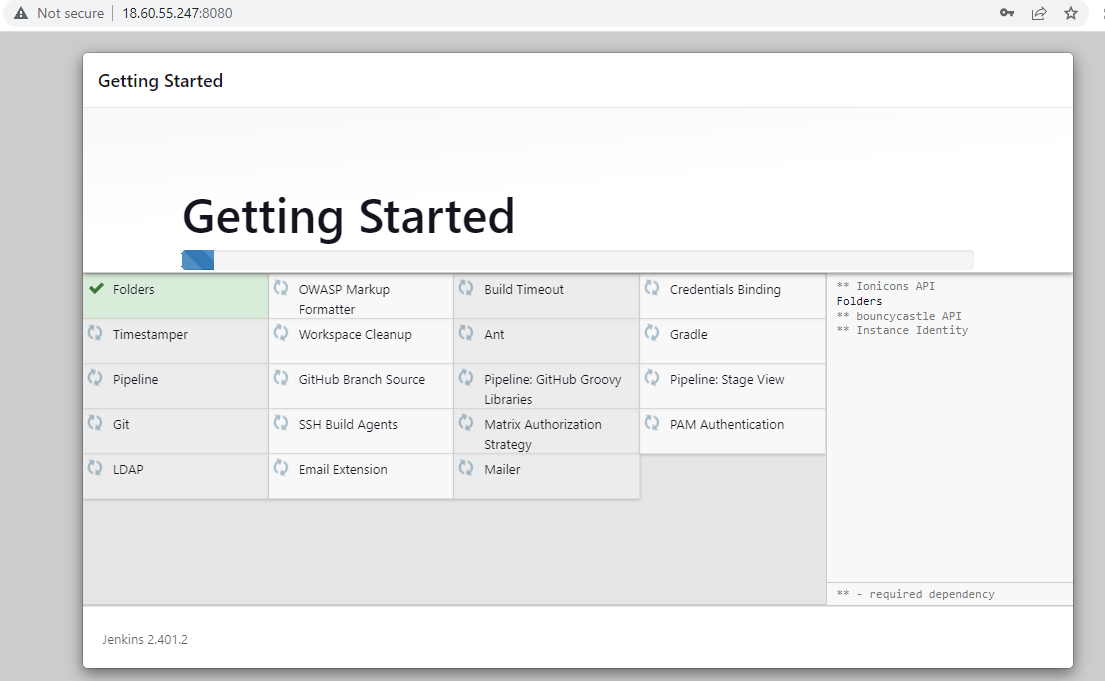 Not secure
18.60.55.247:8080
Getting Started
Getting Started
Folders
OWASP Markup
Formatter
Build Timeout
Credentials Binding
Timestamper
Workspace Cleanup
Ant
Gradle
Pipeline
GitHub Branch Source
Pipeline: GitHub Groovy
Libraries
Pipeline: Stage View
Git
SSH Build Agents
Matrix Authorization
Strategy
PAM Authentication
LDAP
Email Extension
Mailer
** Ionicons API
Folders
** bouncycastle API
** Instance Identity
** - required dependency
Jenkins 2.401.2